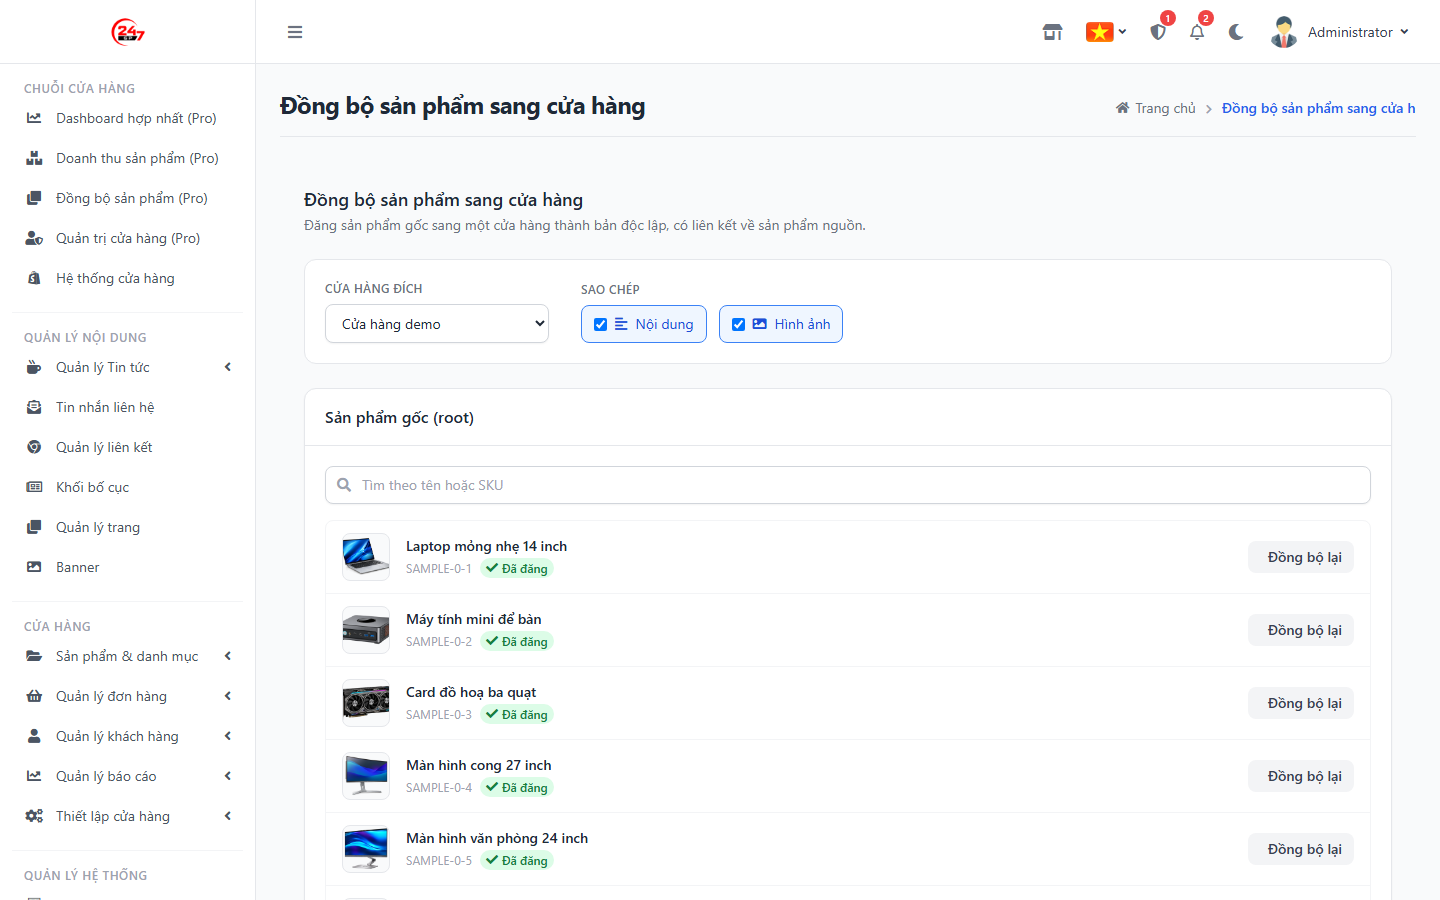 247
GP
1
2
Administrator
CHUỖI CỬA HÀNG
Dashboard hợp nhất (Pro)
Doanh thu sản phẩm (Pro)
Đồng bộ sản phẩm (Pro)
Quản trị cửa hàng (Pro)
Hệ thống cửa hàng
QUẢN LÝ NỘI DUNG
Quản lý Tin tức
Tin nhắn liên hệ
Quản lý liên kết
Khối bố cục
Quản lý trang
Banner
CỬA HÀNG
Sản phẩm & danh mục
Quản lý đơn hàng
Quản lý khách hàng
Quản lý báo cáo
Thiết lập cửa hàng
QUẢN LÝ HỆ THỐNG
Đồng bộ sản phẩm sang cửa hàng
Trang chủ
Đồng bộ sản phẩm sang cửa h
Đồng bộ sản phẩm sang cửa hàng
Đăng sản phẩm gốc sang một cửa hàng thành bản độc lập, có liên kết về sản phẩm nguồn.
CỬA HÀNG ĐÍCH
Cửa hàng demo
SAO CHÉP
Nội dung
Hình ảnh
Sản phẩm gốc (root)
Tìm theo tên hoặc SKU
Laptop mỏng nhẹ 14 inch
SAMPLE-0-1 Đã đăng
Đồng bộ lại
Máy tính mini để bàn
SAMPLE-0-2 Đã đăng
Đồng bộ lại
Card đồ hoạ ba quạt
SAMPLE-0-3 Đã đăng
Đồng bộ lại
Màn hình cong 27 inch
SAMPLE-0-4 Đã đăng
Đồng bộ lại
Màn hình văn phòng 24 inch
SAMPLE-0-5 Đã đăng
Đồng bộ lại